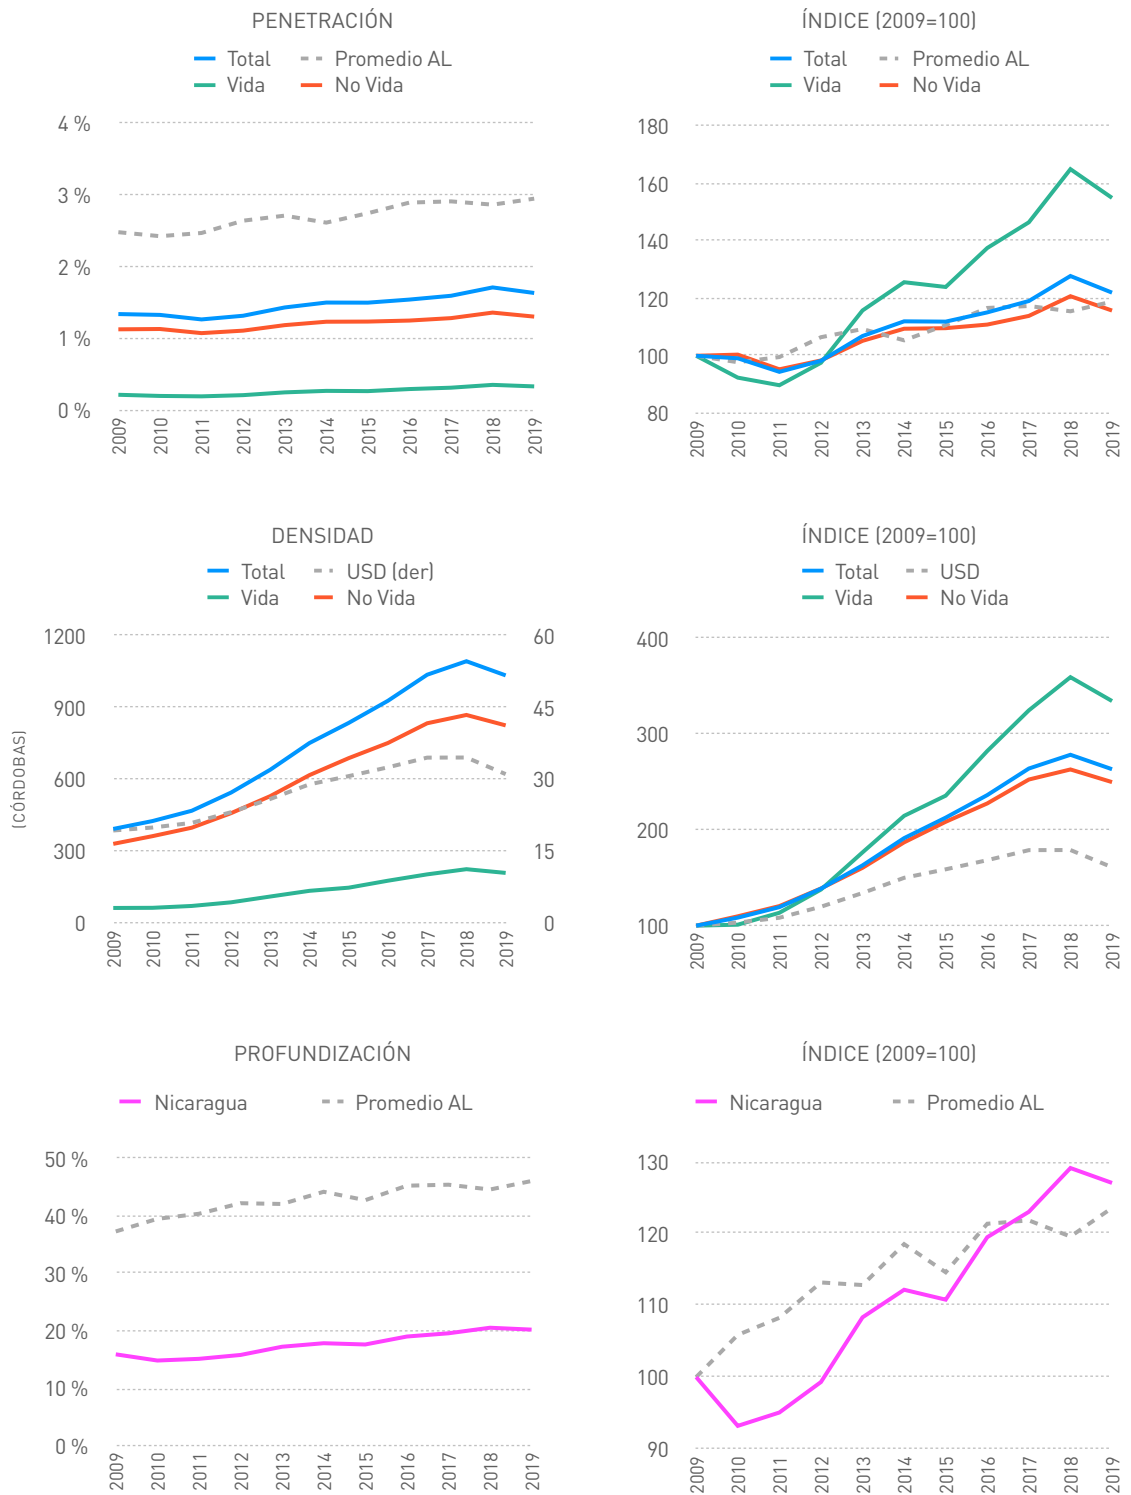 PENETRACIÓN
Total
Promedio AL
Vida
No Vida
4 %
3 %
2 %
1 %
0 %
2009 2010 2011 2012 2013 2014 2015 2016 2017 2018 2019
ÍNDICE (2009=100)
Total
Promedio AL
Vida
No Vida
180
160
140
120
100
80
2009 2010 2011 2012 2013 2014 2015 2016 2017 2018 2019
DENSIDAD
Total
USD (der)
Vida
No Vida
(CÓRDOBAS)
1200 60
900 45
600 30
300 15
0 0
2009 2010 2011 2012 2013 2014 2015 2016 2017 2018 2019
ÍNDICE (2009=100)
Total
USD
Vida
No Vida
400
300
200
100
2009 2010 2011 2012 2013 2014 2015 2016 2017 2018 2019
PROFUNDIZACIÓN
Nicaragua
Promedio AL
50 %
40 %
30 %
20 %
10 %
0 %
2009 2010 2011 2012 2013 2014 2015 2016 2017 2018 2019
ÍNDICE (2009=100)
Nicaragua
Promedio AL
130
120
110
100
90
2009 2010 2011 2012 2013 2014 2015 2016 2017 2018 2019